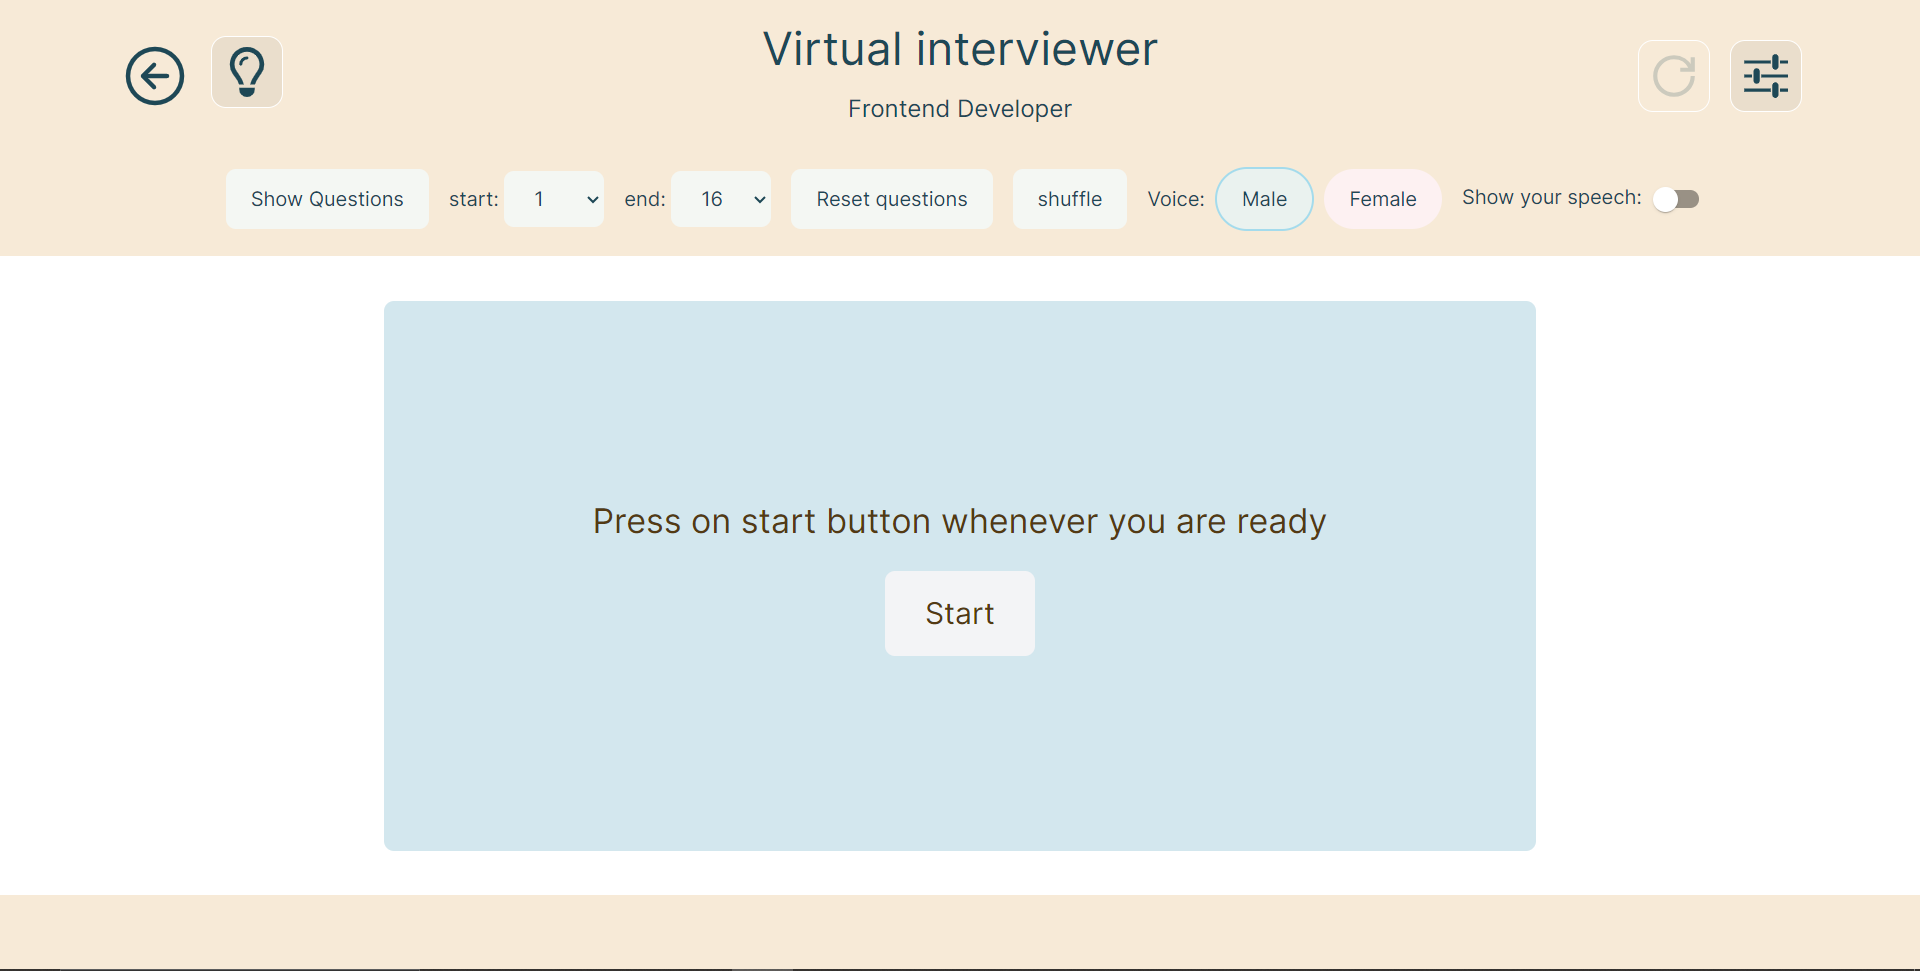 Virtual interviewer
Frontend Developer
Show Questions start: 1 end: 16 Reset questions shuffle Voice: Male Female Show your speech:
Press on start button whenever you are ready
Start